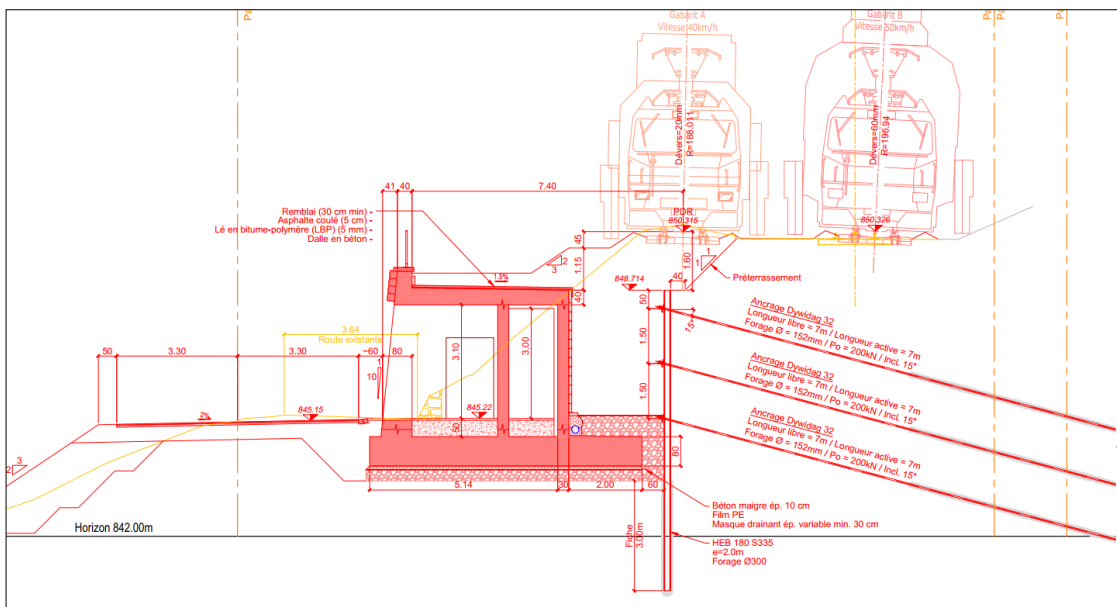 Gabarit A
Vitesse 40km/h
Gabarit B
Vitesse 50km/h
Pa
Pa
Pa
Pa
Dévers=20mm
R=188.011
Dévers=60mm
R=196.94
41
40
7.40
Remblai (30 cm min) -
Asphalte coulé (5 cm) -
Lé en bitume-polymère (LBP) (5 mm) -
Dalle en béton -
PDR
850.315
850.326
45
2
3
1.15
1.60
1
1
1.5%
40
848.714
40
Préterrassement
50
15°
Ancrage Dywidag 32
Longueur libre = 7m / Longueur active = 7m
Forage Ø = 152mm / Po = 200kN / Incl. 15°
3.64
Route existante
3.10
3.00
1.50
50
3.30
3.30
~60
80
1
10
Ancrage Dywidag 32
Longueur libre = 7m / Longueur active = 7m
Forage Ø = 152mm / Po = 200kN / Incl. 15°
1.50
2%
845.15
845.22
50
Ancrage Dywidag 32
Longueur libre = 7m / Longueur active = 7m
Forage Ø = 152mm / Po = 200kN / Incl. 15°
3
2
80
5.14
30
2.00
60
Horizon 842.00m
Béton maigre ép. 10 cm
Film PE
Masque drainant ép. variable min. 30 cm
Fiche
3.00m
HEB 180 S335
e=2.0m
Forage Ø300